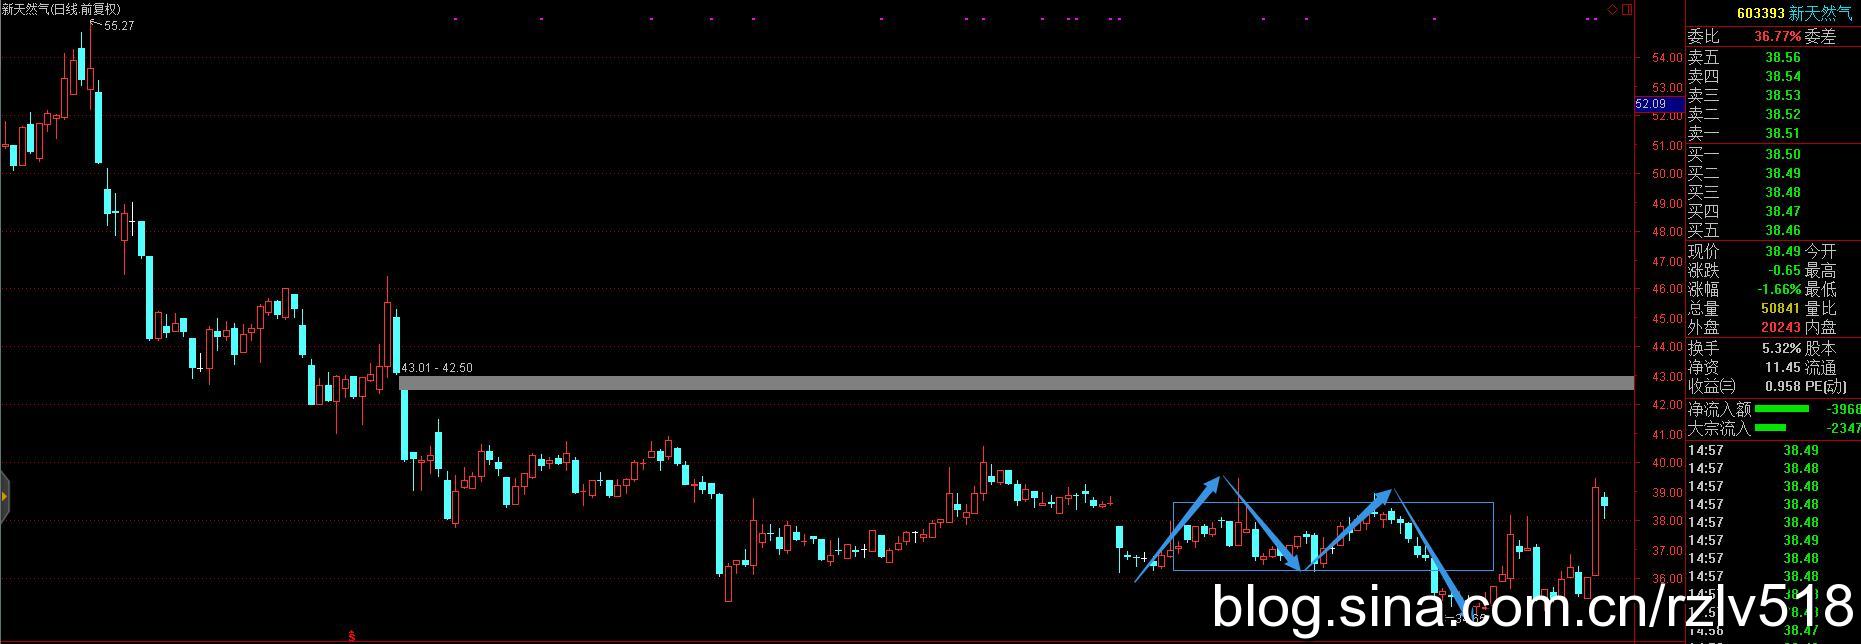 新天然气(日线.前复权)
55.27
43.01 - 42.50
54.00
53.00
52.09
52.00
51.00
50.00
49.00
48.00
47.00
46.00
45.00
44.00
43.00
42.00
41.00
40.00
39.00
38.00
37.00
36.00
603393 新天然气
委比 36.77% 委差
卖五 38.56
卖四 38.54
卖三 38.53
卖二 38.52
卖一 38.51
买一 38.50
买二 38.49
买三 38.48
买四 38.47
买五 38.46
现价 38.49 今开
涨跌 -0.65 最高
涨幅 -1.66% 最低
总量 50841 量比
外盘 20243 内盘
换手 5.32% 股本
净资 11.45 流通
收益㈢ 0.958 PE(动)
净流入额 -3968
大宗流入 -2347
14:57 38.49
14:57 38.48
14:57 38.48
14:57 38.48
14:57 38.48
14:57 38.49
14:57 38.48
14:57 38.48
blog.sina.com.cn/rzlv518
38.47